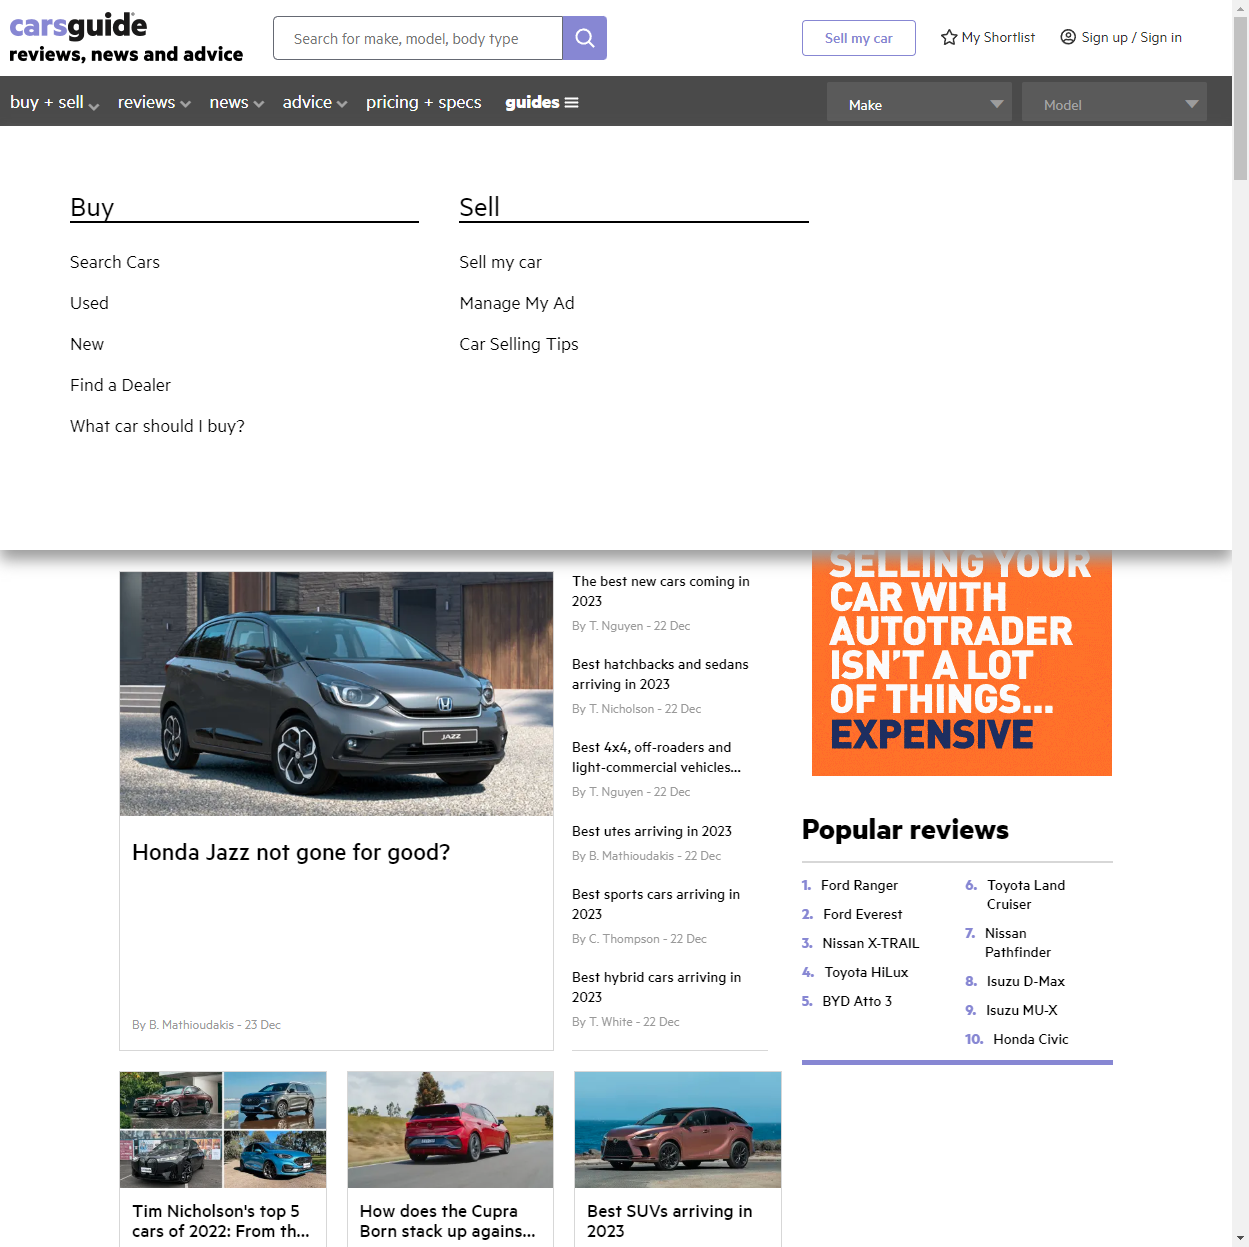 carsguide
reviews, news and advice
Search for make, model, body type
Sell my car
My Shortlist
Sign up / Sign in
buy + sell
reviews
news
advice
pricing + specs
guides
Make
Model
Buy
Search Cars
Used
New
Find a Dealer
What car should I buy?
Sell
Sell my car
Manage My Ad
Car Selling Tips
JAZZ
Honda Jazz not gone for good?
By B. Mathioudakis - 23 Dec
The best new cars coming in
2023
By T. Nguyen - 22 Dec
Best hatchbacks and sedans
arriving in 2023
By T. Nicholson - 22 Dec
Best 4x4, off-roaders and
light-commercial vehicles...
By T. Nguyen - 22 Dec
Best utes arriving in 2023
By B. Mathioudakis - 22 Dec
Best sports cars arriving in
2023
By C. Thompson - 22 Dec
Best hybrid cars arriving in
2023
By T. White - 22 Dec
SELLING YOUR
CAR WITH
AUTOTRADER
ISN'T A LOT
OF THINGS...
EXPENSIVE
Popular reviews
1. Ford Ranger
2. Ford Everest
3. Nissan X-TRAIL
4. Toyota HiLux
5. BYD Atto 3
6. Toyota Land
Cruiser
7. Nissan
Pathfinder
8. Isuzu D-Max
9. Isuzu MU-X
10. Honda Civic
Tim Nicholson's top 5
cars of 2022: From th...
How does the Cupra
Born stack up agains...
Best SUVs arriving in
2023